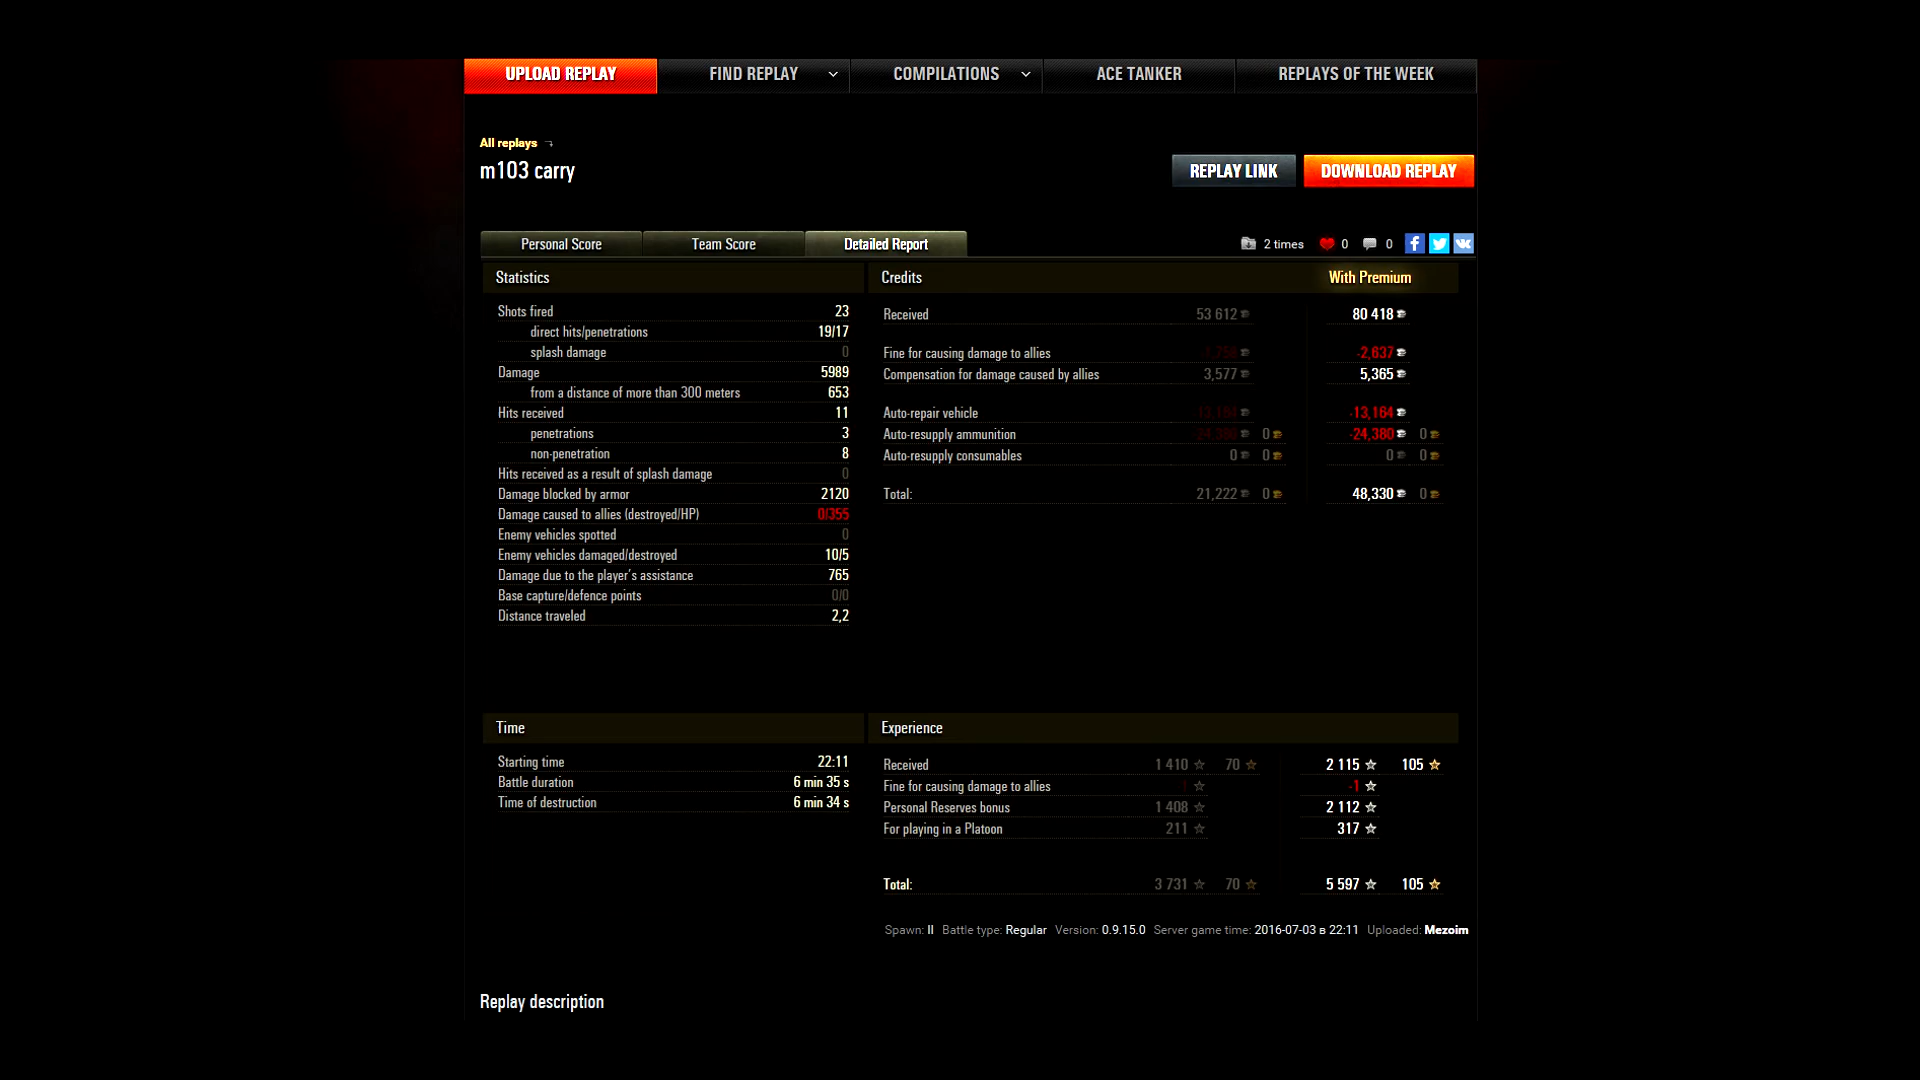 UPLOAD REPLAY FIND REPLAY COMPILATIONS ACE TANKER REPLAYS OF THE WEEK
All replays
m103 carry
REPLAY LINK DOWNLOAD REPLAY
Personal Score Team Score Detailed Report 2 times 0 0
Statistics
Shots fired 23
direct hits/penetrations 19/17
splash damage 0
Damage 5989
from a distance of more than 300 meters 653
Hits received 11
penetrations 3
non-penetration 8
Hits received as a result of splash damage 0
Damage blocked by armor 2120
Damage caused to allies (destroyed/HP) 0/355
Enemy vehicles spotted 0
Enemy vehicles damaged/destroyed 10/5
Damage due to the player's assistance 765
Base capture/defence points 0/0
Distance traveled 2,2
Credits With Premium
Received 53 612 80 418
Fine for causing damage to allies -2,637
Compensation for damage caused by allies 3,577 5,365
Auto-repair vehicle -13,164
Auto-resupply ammunition -24,380 0 -24,380 0
Auto-resupply consumables 0 0 0 0
Total: 21,222 0 48,330 0
Time
Starting time 22:11
Battle duration 6 min 35 s
Time of destruction 6 min 34 s
Experience
Received 1 410 70 2 115 105
Fine for causing damage to allies -1
Personal Reserves bonus 1 408 2 112
For playing in a Platoon 211 317
Total: 3 731 70 5 597 105
Spawn: II Battle type: Regular Version: 0.9.15.0 Server game time: 2016-07-03 в 22:11 Uploaded: Mezoim
Replay description